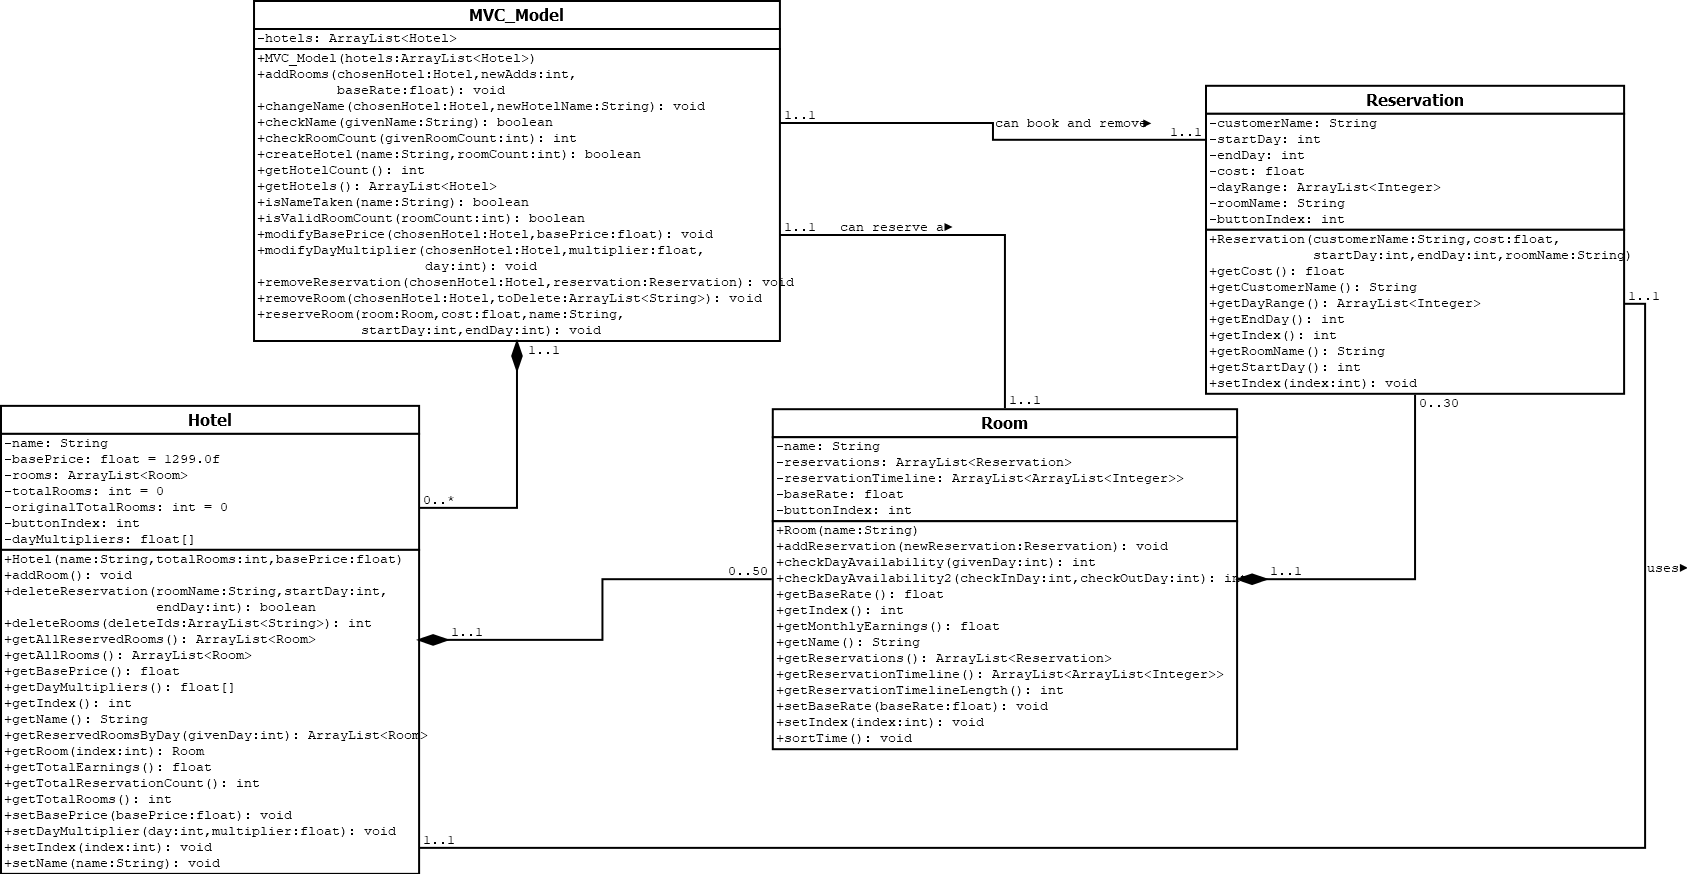 MVC_Model
-hotels: ArrayList<Hotel>
+MVC_Model(hotels:ArrayList<Hotel>)
+addRooms(chosenHotel:Hotel,newAdds:int,
baseRate:float): void
+changeName(chosenHotel:Hotel,newHotelName:String): void
+checkName(givenName:String): boolean
+checkRoomCount(givenRoomCount:int): int
+createHotel(name:String,roomCount:int): boolean
+getHotelCount(): int
+getHotels(): ArrayList<Hotel>
+isNameTaken(name:String): boolean
+isValidRoomCount(roomCount:int): boolean
+modifyBasePrice(chosenHotel:Hotel,basePrice:float): void
+modifyDayMultiplier(chosenHotel:Hotel,multiplier:float,
day:int): void
+removeReservation(chosenHotel:Hotel,reservation:Reservation): void
+removeRoom(chosenHotel:Hotel,toDelete:ArrayList<String>): void
+reserveRoom(room:Room,cost:float,name:String,
startDay:int,endDay:int): void
1..1
can book and remove
1..1
1..1
can reserve a
1..1
1..1
0..*
Reservation
-customerName: String
-startDay: int
-endDay: int
-cost: float
-dayRange: ArrayList<Integer>
-roomName: String
-buttonIndex: int
+Reservation(customerName:String,cost:float,
startDay:int,endDay:int,roomName:String)
+getCost(): float
+getCustomerName(): String
+getDayRange(): ArrayList<Integer>
+getEndDay(): int
+getIndex(): int
+getRoomName(): String
+getStartDay(): int
+setIndex(index:int): void
1..1
0..30
uses
Hotel
-name: String
-basePrice: float = 1299.0f
-rooms: ArrayList<Room>
-totalRooms: int = 0
-originalTotalRooms: int = 0
-buttonIndex: int
-dayMultipliers: float[]
+Hotel(name:String,totalRooms:int,basePrice:float)
+addRoom(): void
+deleteReservation(roomName:String,startDay:int,
endDay:int): boolean
+deleteRooms(deleteIds:ArrayList<String>): int
+getAllReservedRooms(): ArrayList<Room>
+getAllRooms(): ArrayList<Room>
+getBasePrice(): float
+getDayMultipliers(): float[]
+getIndex(): int
+getName(): String
+getReservedRoomsByDay(givenDay:int): ArrayList<Room>
+getRoom(index:int): Room
+getTotalEarnings(): float
+getTotalReservationCount(): int
+getTotalRooms(): int
+setBasePrice(basePrice:float): void
+setDayMultiplier(day:int,multiplier:float): void
+setIndex(index:int): void
+setName(name:String): void
1..1
0..50
1..1
Room
-name: String
-reservations: ArrayList<Reservation>
-reservationTimeline: ArrayList<ArrayList<Integer>>
-baseRate: float
-buttonIndex: int
+Room(name:String)
+addReservation(newReservation:Reservation): void
+checkDayAvailability(givenDay:int): int
+checkDayAvailability2(checkInDay:int,checkOutDay:int): int
+getBaseRate(): float
+getIndex(): int
+getMonthlyEarnings(): float
+getName(): String
+getReservations(): ArrayList<Reservation>
+getReservationTimeline(): ArrayList<ArrayList<Integer>>
+getReservationTimelineLength(): int
+setBaseRate(baseRate:float): void
+setIndex(index:int): void
+sortTime(): void
1..1